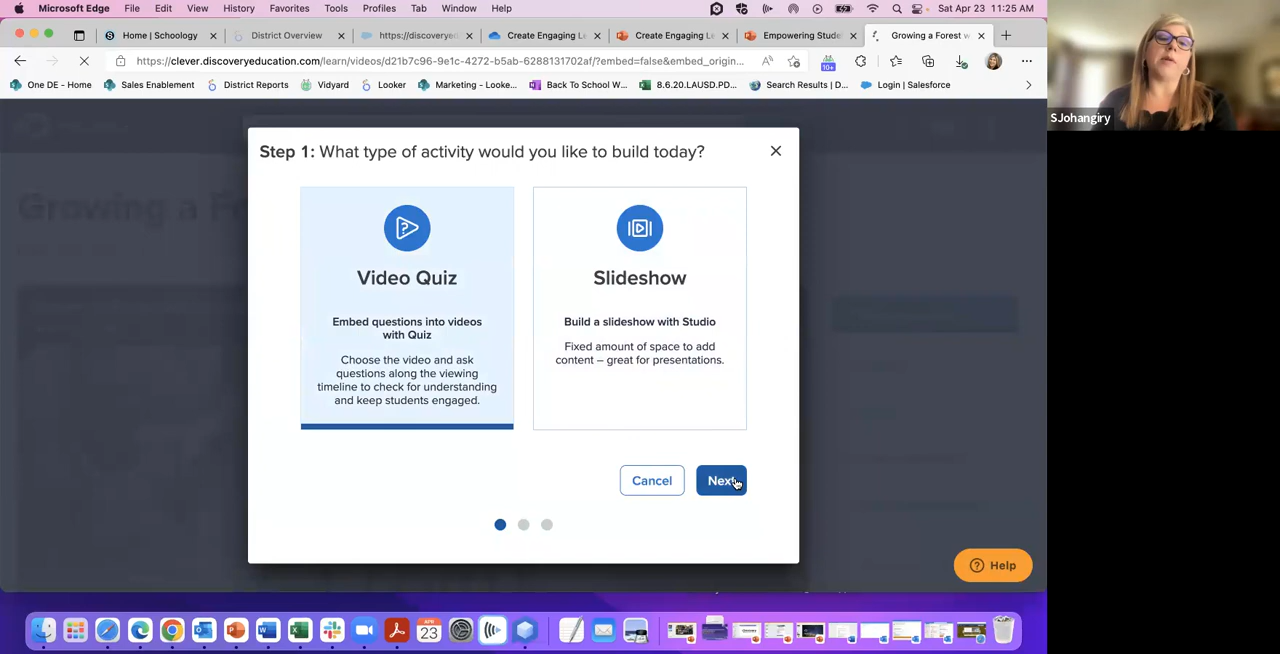 Microsoft Edge File Edit View History Favorites Tools Profiles Tab Window Help Sat Apr 23 11:25 AM
Home | Schoology District Overview https://discoverye Create Engaging Le Create Engaging Le Empowering Stude Growing a Forest w
https://clever.discoveryeducation.com/learn/videos/d21b7c96-9e1c-4272-b5ab-6288131702af/?embed=false&embed_origin...
10+
One DE - Home Sales Enablement District Reports Vidyard Looker Marketing - Looke... Back To School W... 8.6.20.LAUSD.PD... Search Results | D... Login | Salesforce
SJohangiry
Step 1: What type of activity would you like to build today?
Growing a F
Video Quiz
Embed questions into videos
with Quiz
Choose the video and ask
questions along the viewing
timeline to check for understanding
and keep students engaged.
Slideshow
Build a slideshow with Studio
Fixed amount of space to add
content – great for presentations.
Cancel Next
Help
APR
23